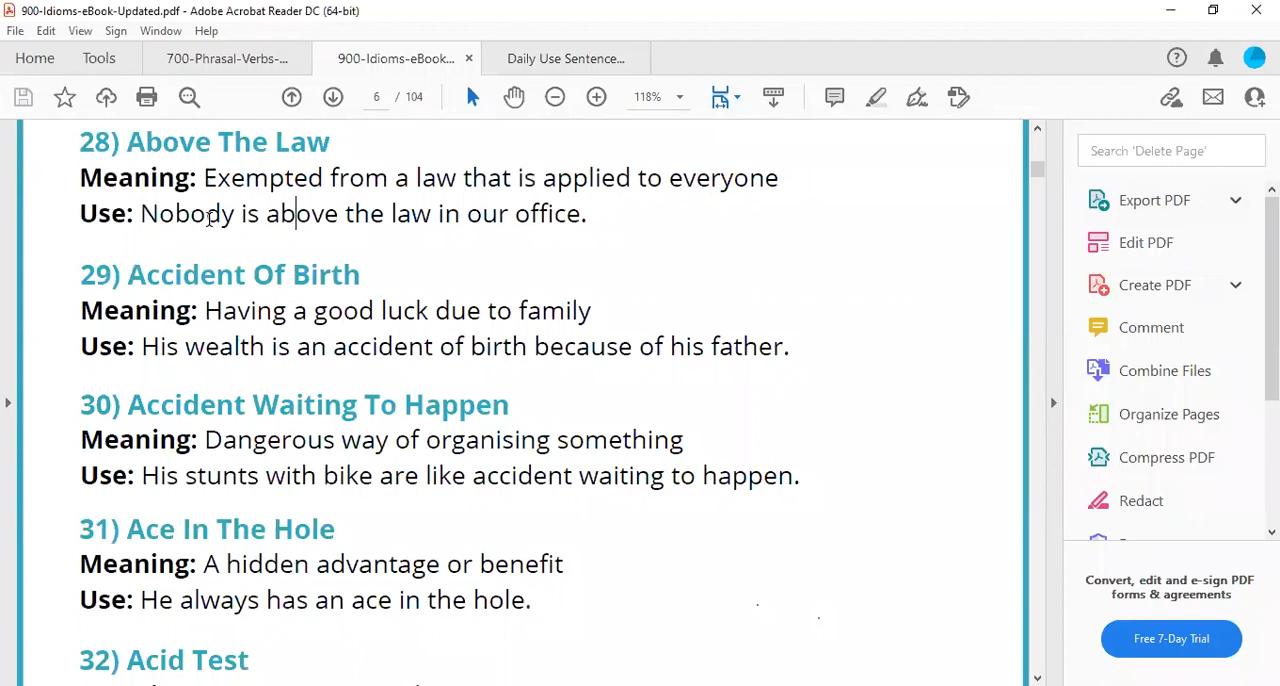 900-Idioms-eBook-Updated.pdf - Adobe Acrobat Reader DC (64-bit)
File Edit View Sign Window Help
Home Tools 700-Phrasal-Verbs-... 900-Idioms-eBook... × Daily Use Sentence...
6 / 104 118%
28) Above The Law
Meaning: Exempted from a law that is applied to everyone
Use: Nobody is above the law in our office.
29) Accident Of Birth
Meaning: Having a good luck due to family
Use: His wealth is an accident of birth because of his father.
30) Accident Waiting To Happen
Meaning: Dangerous way of organising something
Use: His stunts with bike are like accident waiting to happen.
31) Ace In The Hole
Meaning: A hidden advantage or benefit
Use: He always has an ace in the hole.
32) Acid Test
Search 'Delete Page'
Export PDF
Edit PDF
Create PDF
Comment
Combine Files
Organize Pages
Compress PDF
Redact
Convert, edit and e-sign PDF
forms & agreements
Free 7-Day Trial